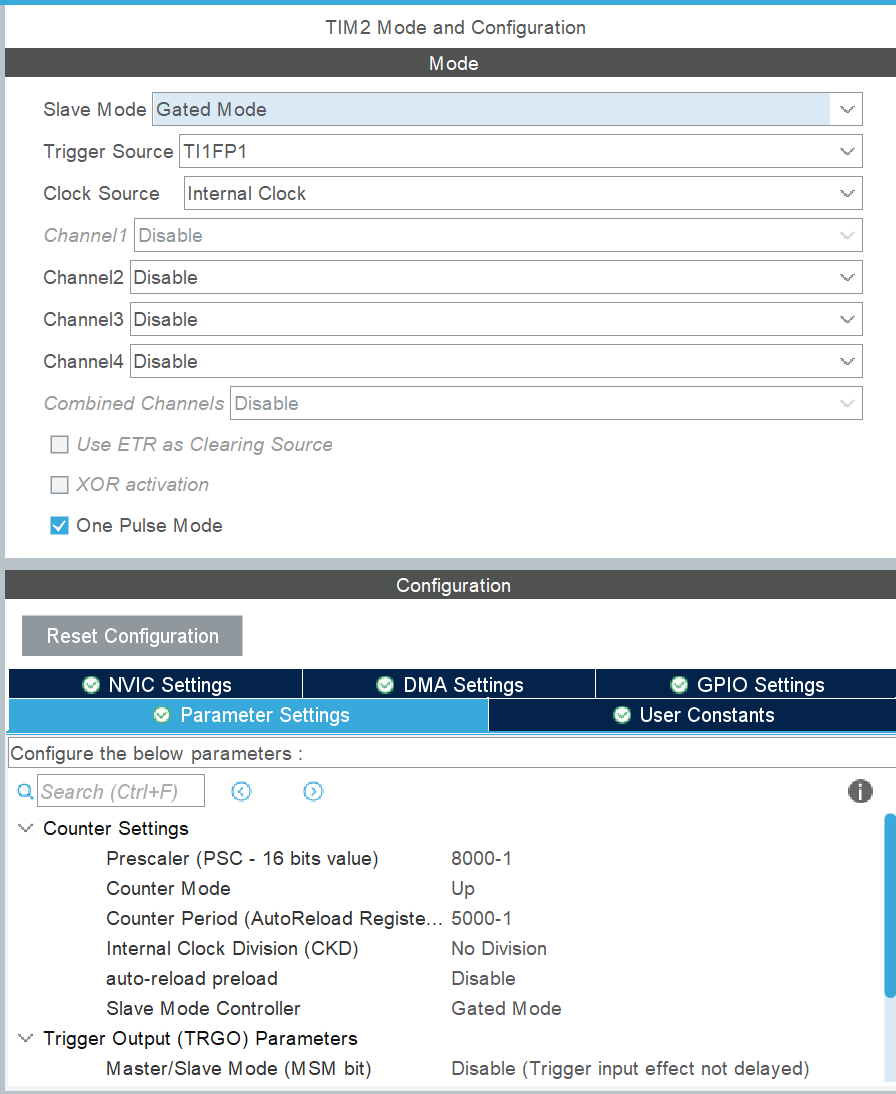 TIM2 Mode and Configuration
Mode
Slave Mode Gated Mode
Trigger Source TI1FP1
Clock Source Internal Clock
Channel1 Disable
Channel2 Disable
Channel3 Disable
Channel4 Disable
Combined Channels Disable
Use ETR as Clearing Source
XOR activation
One Pulse Mode
Configuration
Reset Configuration
NVIC Settings DMA Settings GPIO Settings
Parameter Settings User Constants
Configure the below parameters :
Search (Ctrl+F)
Counter Settings
Prescaler (PSC - 16 bits value) 8000-1
Counter Mode Up
Counter Period (AutoReload Registe... 5000-1
Internal Clock Division (CKD) No Division
auto-reload preload Disable
Slave Mode Controller Gated Mode
Trigger Output (TRGO) Parameters
Master/Slave Mode (MSM bit) Disable (Trigger input effect not delayed)